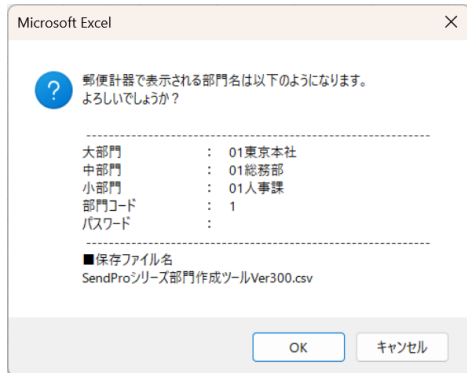 Microsoft Excel
郵便計器で表示される部門名は以下のようになります。
よろしいでしょうか？
--------------------------------------------------------------
大部門 : 01東京本社
中部門 : 01総務部
小部門 : 01人事課
部門コード : 1
パスワード :
--------------------------------------------------------------
■保存ファイル名
SendProシリーズ部門作成ツールVer300.csv
OK キャンセル